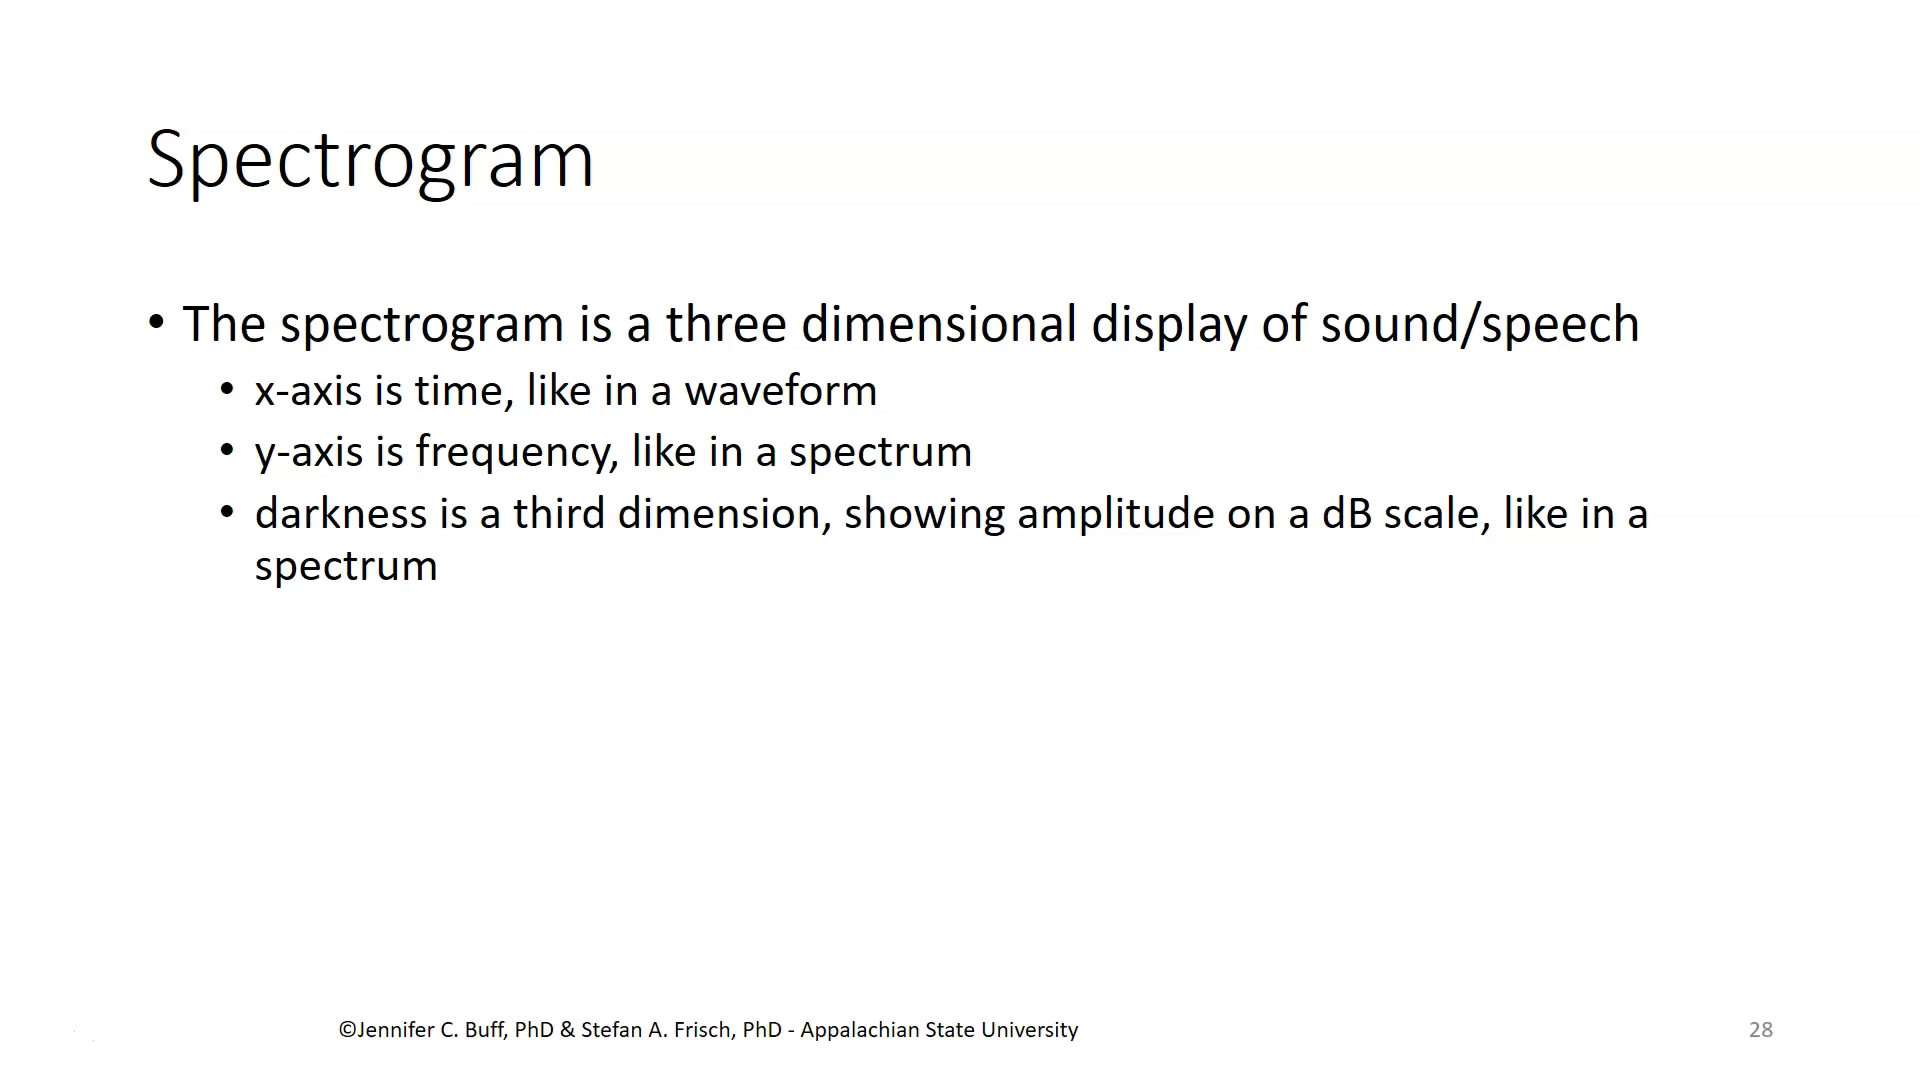 Spectrogram
• The spectrogram is a three dimensional display of sound/speech
• x-axis is time, like in a waveform
• y-axis is frequency, like in a spectrum
• darkness is a third dimension, showing amplitude on a dB scale, like in a
spectrum
©Jennifer C. Buff, PhD & Stefan A. Frisch, PhD - Appalachian State University
28